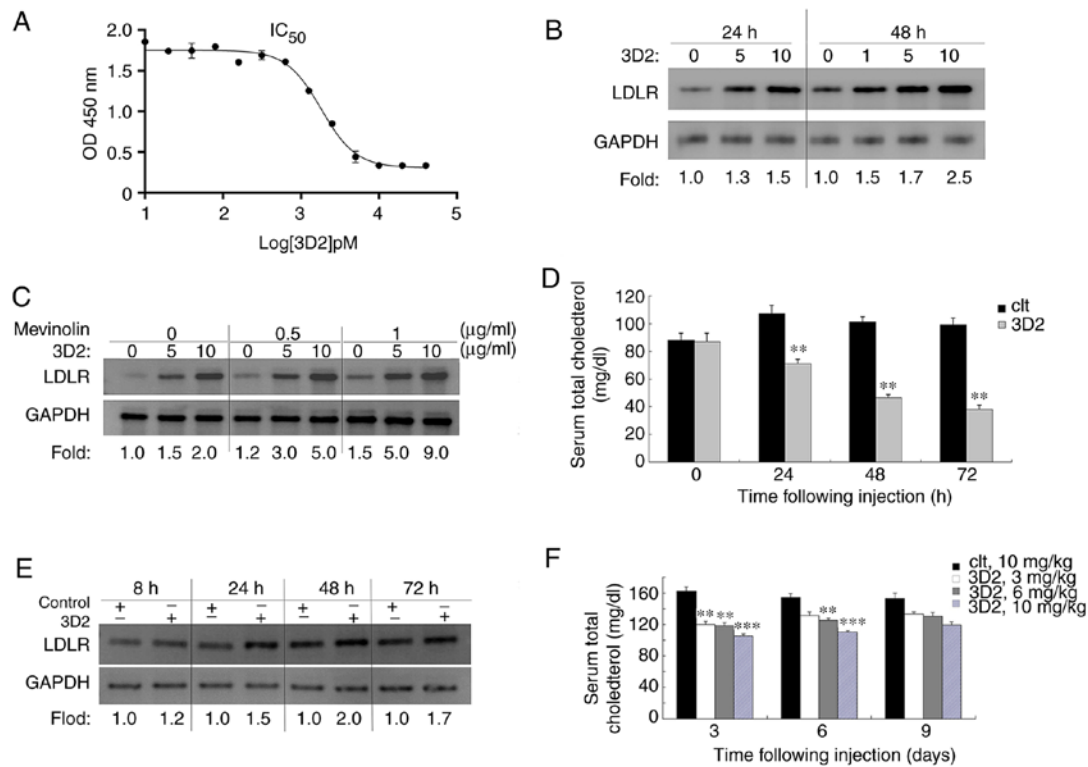 A
IC50
OD 450 nm
2.0
1.5
1.0
0.5
0
1 2 3 4 5
Log[3D2]pM
B
24 h 48 h
3D2: 0 5 10 0 1 5 10
LDLR
GAPDH
Fold: 1.0 1.3 1.5 1.0 1.5 1.7 2.5
C
Mevinolin 0 0.5 1 (μg/ml)
3D2: 0 5 10 0 5 10 0 5 10 (μg/ml)
LDLR
GAPDH
Fold: 1.0 1.5 2.0 1.2 3.0 5.0 1.5 5.0 9.0
D
Serum total choledterol
(mg/dl)
120
100
80
60
40
20
0
clt
3D2
**
**
**
0 24 48 72
Time following injection (h)
E
8 h 24 h 48 h 72 h
Control + − + − + − + −
3D2 − + − + − + − +
LDLR
GAPDH
Flod: 1.0 1.2 1.0 1.5 1.0 2.0 1.0 1.7
F
clt, 10 mg/kg
3D2, 3 mg/kg
3D2, 6 mg/kg
3D2, 10 mg/kg
Serum total
choledterol (mg/dl)
160
120
80
160
0
** ** *** ** ***
3 6 9
Time following injection (days)